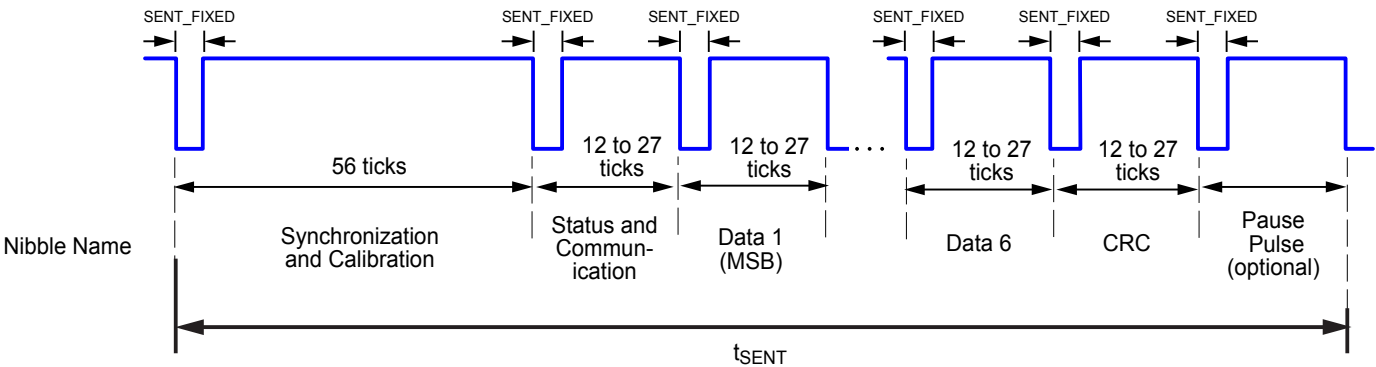 SENT_FIXED SENT_FIXED SENT_FIXED SENT_FIXED SENT_FIXED SENT_FIXED
56 ticks
12 to 27
ticks
12 to 27
ticks
12 to 27
ticks
12 to 27
ticks
Nibble Name
Synchronization
and Calibration
Status and
Commun-
ication
Data 1
(MSB)
. . .
Data 6
CRC
Pause
Pulse
(optional)
tSENT